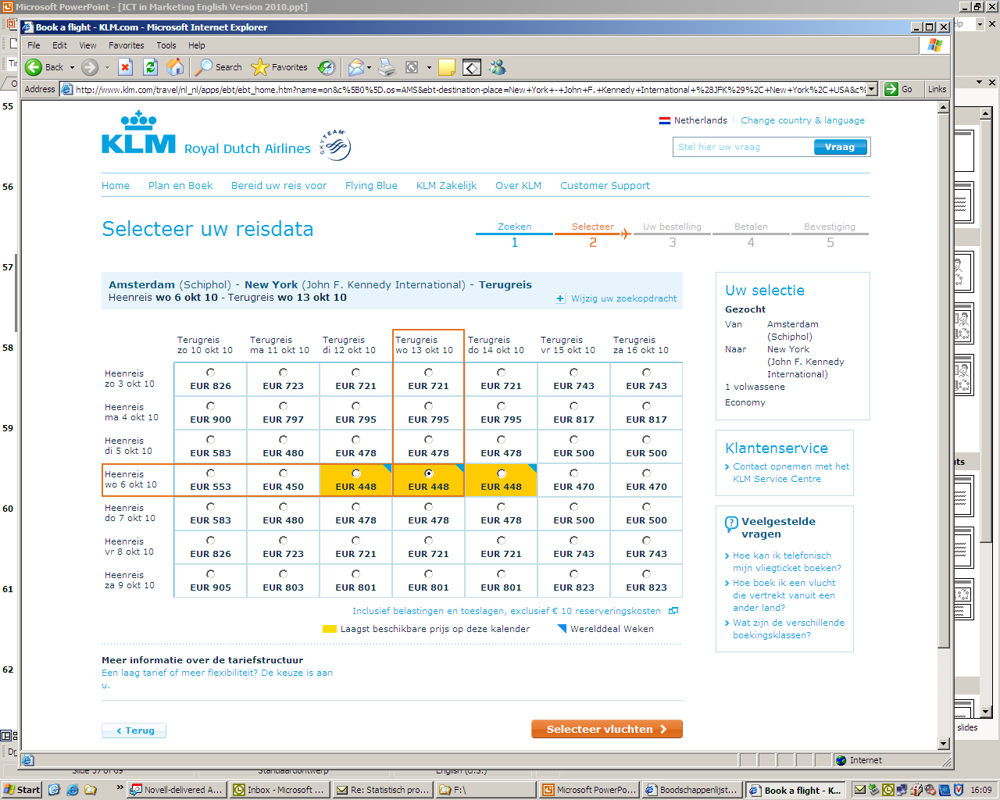 Microsoft PowerPoint - [ICT in Marketing English Version 2010.ppt]
Book a flight - KLM.com - Microsoft Internet Explorer
File Edit View Favorites Tools Help
Back Search Favorites
Address http://www.klm.com/travel/nl_nl/apps/ebt/ebt_home.htm?name=on&c%5B0%5D.os=AMS&ebt-destination-place=New+York+-+John+F.+Kennedy+International+%28JFK%29%2C+New+York%2C+USA&c% Go Links
KLM Royal Dutch Airlines SKYTEAM
Netherlands Change country & language
Stel hier uw vraag Vraag
Home Plan en Boek Bereid uw reis voor Flying Blue KLM Zakelijk Over KLM Customer Support
Selecteer uw reisdata
Zoeken Selecteer Uw bestelling Betalen Bevestiging
1 2 3 4 5
Amsterdam (Schiphol) - New York (John F. Kennedy International) - Terugreis
Heenreis wo 6 okt 10 - Terugreis wo 13 okt 10
Wijzig uw zoekopdracht
Terugreis Terugreis Terugreis Terugreis Terugreis Terugreis Terugreis
zo 10 okt 10 ma 11 okt 10 di 12 okt 10 wo 13 okt 10 do 14 okt 10 vr 15 okt 10 za 16 okt 10
Heenreis
zo 3 okt 10
EUR 826 EUR 723 EUR 721 EUR 721 EUR 721 EUR 743 EUR 743
Heenreis
ma 4 okt 10
EUR 900 EUR 797 EUR 795 EUR 795 EUR 795 EUR 817 EUR 817
Heenreis
di 5 okt 10
EUR 583 EUR 480 EUR 478 EUR 478 EUR 478 EUR 500 EUR 500
Heenreis
wo 6 okt 10
EUR 553 EUR 450 EUR 448 EUR 448 EUR 448 EUR 470 EUR 470
Heenreis
do 7 okt 10
EUR 583 EUR 480 EUR 478 EUR 478 EUR 478 EUR 500 EUR 500
Heenreis
vr 8 okt 10
EUR 826 EUR 723 EUR 721 EUR 721 EUR 721 EUR 743 EUR 743
Heenreis
za 9 okt 10
EUR 905 EUR 803 EUR 801 EUR 801 EUR 801 EUR 823 EUR 823
Inclusief belastingen en toeslagen, exclusief € 10 reserveringskosten
Laagst beschikbare prijs op deze kalender Werelddeal Weken
Meer informatie over de tariefstructuur
Een laag tarief of meer flexibiliteit? De keuze is aan
u.
Terug
Selecteer vluchten
Uw selectie
Gezocht
Van Amsterdam
(Schiphol)
Naar New York
(John F. Kennedy
International)
1 volwassene
Economy
Klantenservice
Contact opnemen met het
KLM Service Centre
Veelgestelde
vragen
Hoe kan ik telefonisch
mijn vliegticket boeken?
Hoe boek ik een vlucht
die vertrekt vanuit een
ander land?
Wat zijn de verschillende
boekingsklassen?
55
56
57
58
59
60
61
62
slides
Internet
Start Novell-delivered A... Inbox - Microsoft ... Re: Statistisch pro... F:\ Microsoft PowerPo... Boodschappenlijst... Book a flight - K... 16:09